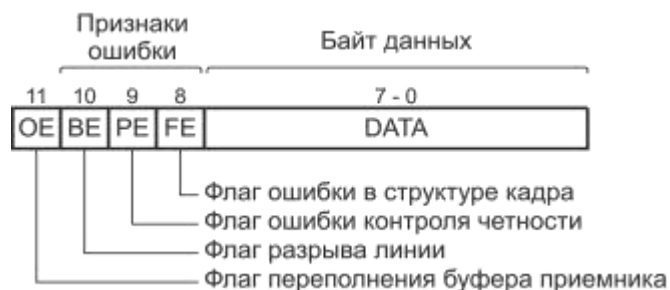 Признаки
ошибки
Байт данных
11 10 9 8 7 - 0
OE BE PE FE DATA
Флаг ошибки в структуре кадра
Флаг ошибки контроля четности
Флаг разрыва линии
Флаг переполнения буфера приемника